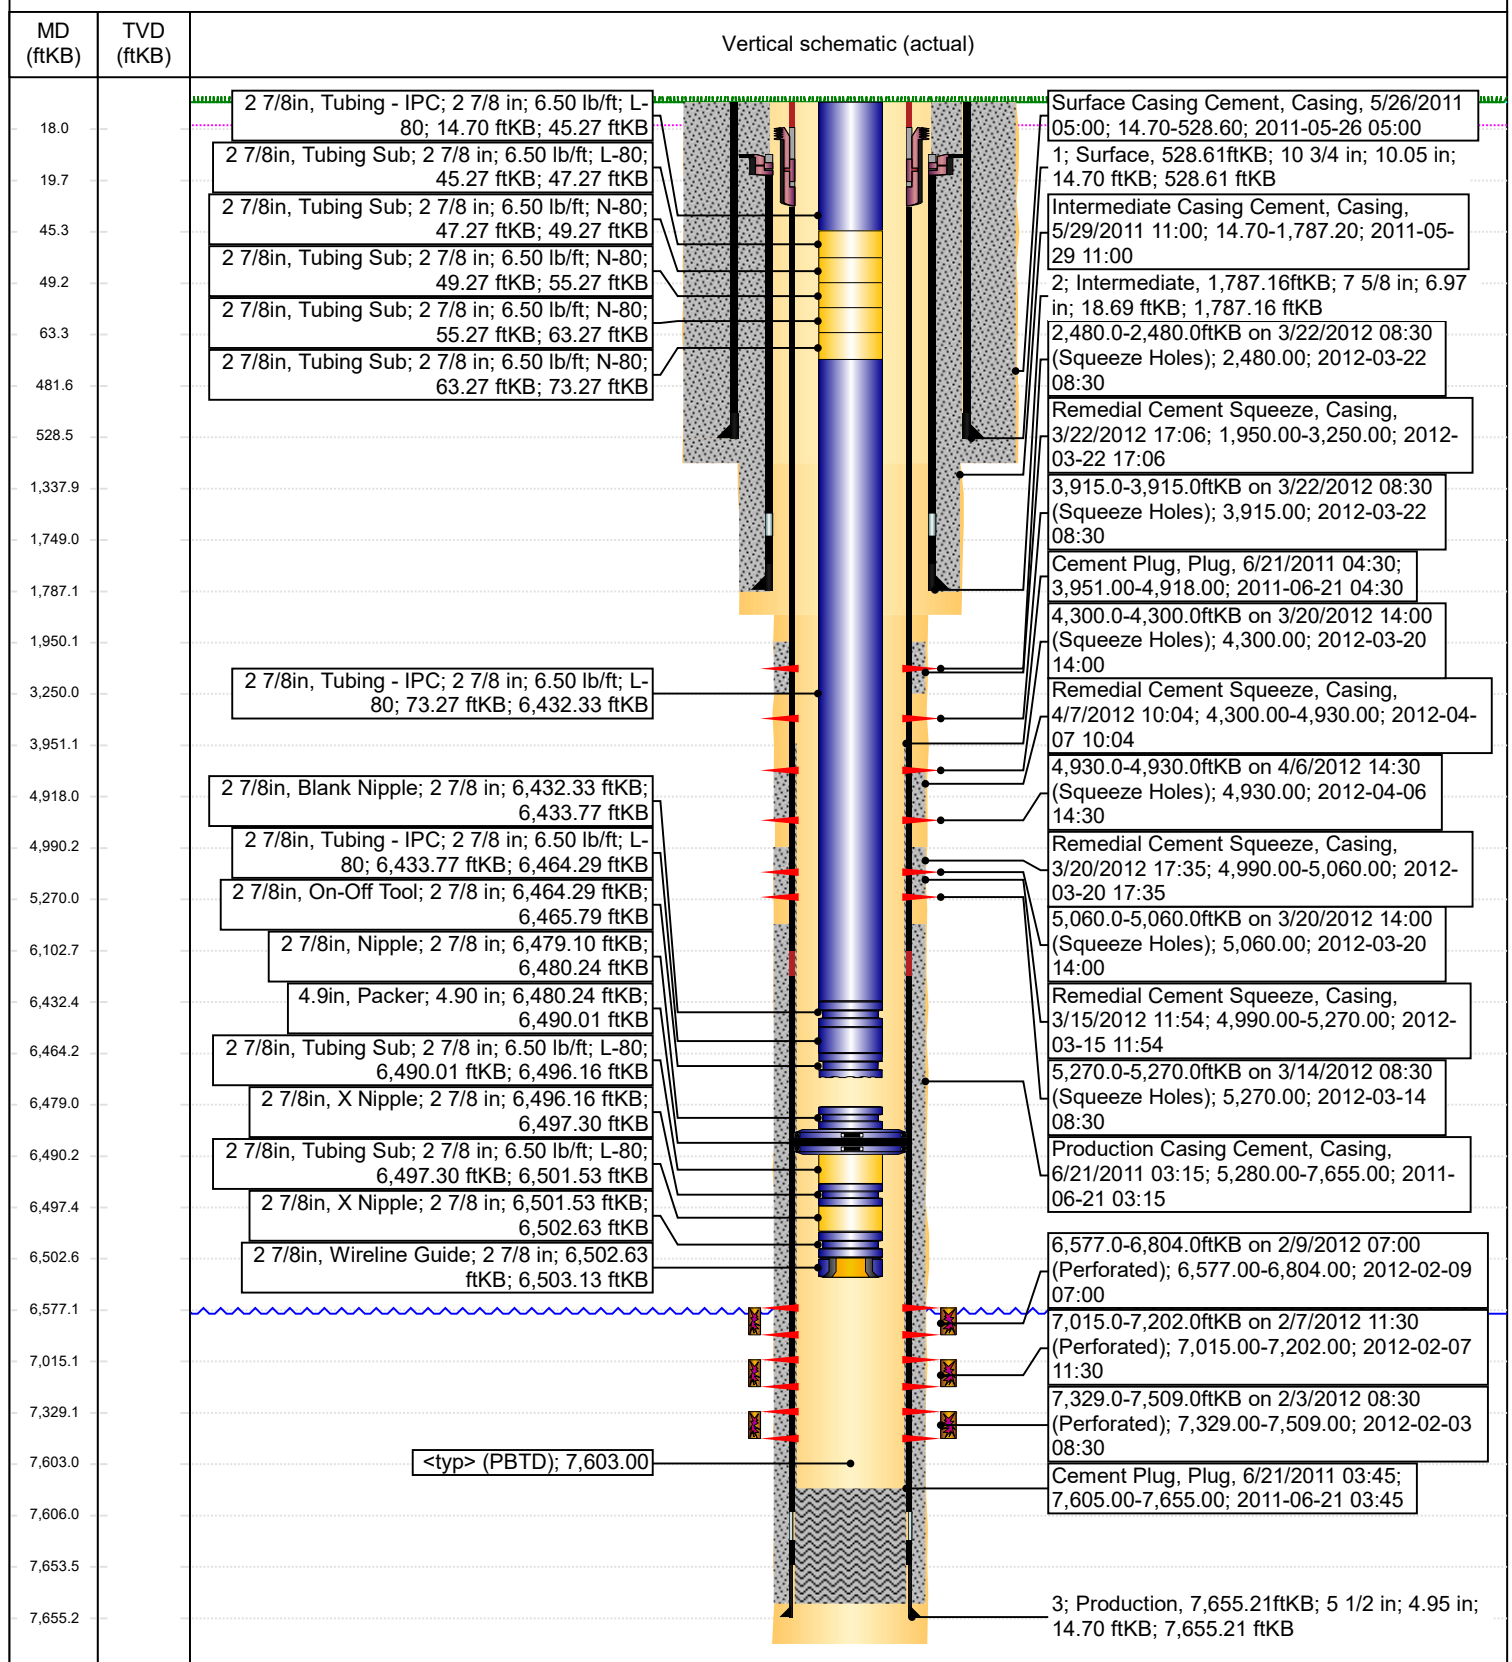 MD
(ftKB)
TVD
(ftKB)
Vertical schematic (actual)
18.0
19.7
45.3
49.2
63.3
481.6
528.5
1,337.9
1,749.0
1,787.1
1,950.1
3,250.0
3,951.1
4,918.0
4,990.2
5,270.0
6,102.7
6,432.4
6,464.2
6,479.0
6,490.2
6,497.4
6,502.6
6,577.1
7,015.1
7,329.1
7,603.0
7,606.0
7,653.5
7,655.2
2 7/8in, Tubing - IPC; 2 7/8 in; 6.50 lb/ft; L-
80; 14.70 ftKB; 45.27 ftKB
2 7/8in, Tubing Sub; 2 7/8 in; 6.50 lb/ft; L-80;
45.27 ftKB; 47.27 ftKB
2 7/8in, Tubing Sub; 2 7/8 in; 6.50 lb/ft; N-80;
47.27 ftKB; 49.27 ftKB
2 7/8in, Tubing Sub; 2 7/8 in; 6.50 lb/ft; N-80;
49.27 ftKB; 55.27 ftKB
2 7/8in, Tubing Sub; 2 7/8 in; 6.50 lb/ft; N-80;
55.27 ftKB; 63.27 ftKB
2 7/8in, Tubing Sub; 2 7/8 in; 6.50 lb/ft; N-80;
63.27 ftKB; 73.27 ftKB
2 7/8in, Tubing - IPC; 2 7/8 in; 6.50 lb/ft; L-
80; 73.27 ftKB; 6,432.33 ftKB
2 7/8in, Blank Nipple; 2 7/8 in; 6,432.33 ftKB;
6,433.77 ftKB
2 7/8in, Tubing - IPC; 2 7/8 in; 6.50 lb/ft; L-
80; 6,433.77 ftKB; 6,464.29 ftKB
2 7/8in, On-Off Tool; 2 7/8 in; 6,464.29 ftKB;
6,465.79 ftKB
2 7/8in, Nipple; 2 7/8 in; 6,479.10 ftKB;
6,480.24 ftKB
4.9in, Packer; 4.90 in; 6,480.24 ftKB;
6,490.01 ftKB
2 7/8in, Tubing Sub; 2 7/8 in; 6.50 lb/ft; L-80;
6,490.01 ftKB; 6,496.16 ftKB
2 7/8in, X Nipple; 2 7/8 in; 6,496.16 ftKB;
6,497.30 ftKB
2 7/8in, Tubing Sub; 2 7/8 in; 6.50 lb/ft; L-80;
6,497.30 ftKB; 6,501.53 ftKB
2 7/8in, X Nipple; 2 7/8 in; 6,501.53 ftKB;
6,502.63 ftKB
2 7/8in, Wireline Guide; 2 7/8 in; 6,502.63
ftKB; 6,503.13 ftKB
<typ> (PBTD); 7,603.00
Surface Casing Cement, Casing, 5/26/2011
05:00; 14.70-528.60; 2011-05-26 05:00
1; Surface, 528.61ftKB; 10 3/4 in; 10.05 in;
14.70 ftKB; 528.61 ftKB
Intermediate Casing Cement, Casing,
5/29/2011 11:00; 14.70-1,787.20; 2011-05-
29 11:00
2; Intermediate, 1,787.16ftKB; 7 5/8 in; 6.97
in; 18.69 ftKB; 1,787.16 ftKB
2,480.0-2,480.0ftKB on 3/22/2012 08:30
(Squeeze Holes); 2,480.00; 2012-03-22
08:30
Remedial Cement Squeeze, Casing,
3/22/2012 17:06; 1,950.00-3,250.00; 2012-
03-22 17:06
3,915.0-3,915.0ftKB on 3/22/2012 08:30
(Squeeze Holes); 3,915.00; 2012-03-22
08:30
Cement Plug, Plug, 6/21/2011 04:30;
3,951.00-4,918.00; 2011-06-21 04:30
4,300.0-4,300.0ftKB on 3/20/2012 14:00
(Squeeze Holes); 4,300.00; 2012-03-20
14:00
Remedial Cement Squeeze, Casing,
4/7/2012 10:04; 4,300.00-4,930.00; 2012-04-
07 10:04
4,930.0-4,930.0ftKB on 4/6/2012 14:30
(Squeeze Holes); 4,930.00; 2012-04-06
14:30
Remedial Cement Squeeze, Casing,
3/20/2012 17:35; 4,990.00-5,060.00; 2012-
03-20 17:35
5,060.0-5,060.0ftKB on 3/20/2012 14:00
(Squeeze Holes); 5,060.00; 2012-03-20
14:00
Remedial Cement Squeeze, Casing,
3/15/2012 11:54; 4,990.00-5,270.00; 2012-
03-15 11:54
5,270.0-5,270.0ftKB on 3/14/2012 08:30
(Squeeze Holes); 5,270.00; 2012-03-14
08:30
Production Casing Cement, Casing,
6/21/2011 03:15; 5,280.00-7,655.00; 2011-
06-21 03:15
6,577.0-6,804.0ftKB on 2/9/2012 07:00
(Perforated); 6,577.00-6,804.00; 2012-02-09
07:00
7,015.0-7,202.0ftKB on 2/7/2012 11:30
(Perforated); 7,015.00-7,202.00; 2012-02-07
11:30
7,329.0-7,509.0ftKB on 2/3/2012 08:30
(Perforated); 7,329.00-7,509.00; 2012-02-03
08:30
Cement Plug, Plug, 6/21/2011 03:45;
7,605.00-7,655.00; 2011-06-21 03:45
3; Production, 7,655.21ftKB; 5 1/2 in; 4.95 in;
14.70 ftKB; 7,655.21 ftKB